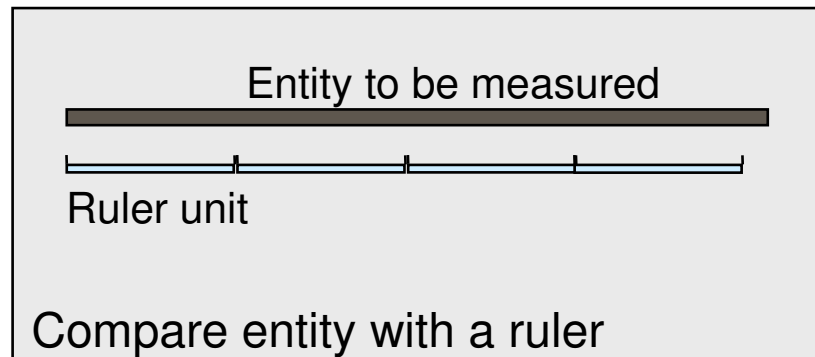 Entity to be measured
Ruler unit
Compare entity with a ruler